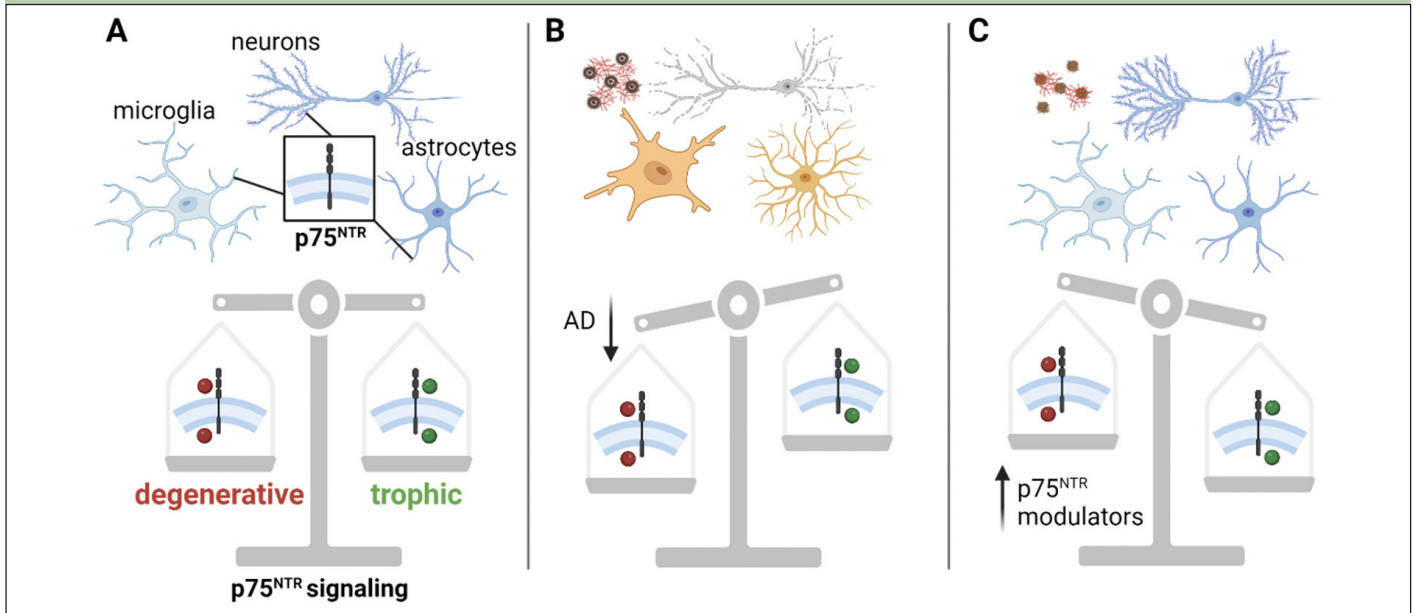 A
neurons
microglia
astrocytes
p75NTR
degenerative
trophic
p75NTR signaling
B
AD
C
p75NTR
modulators